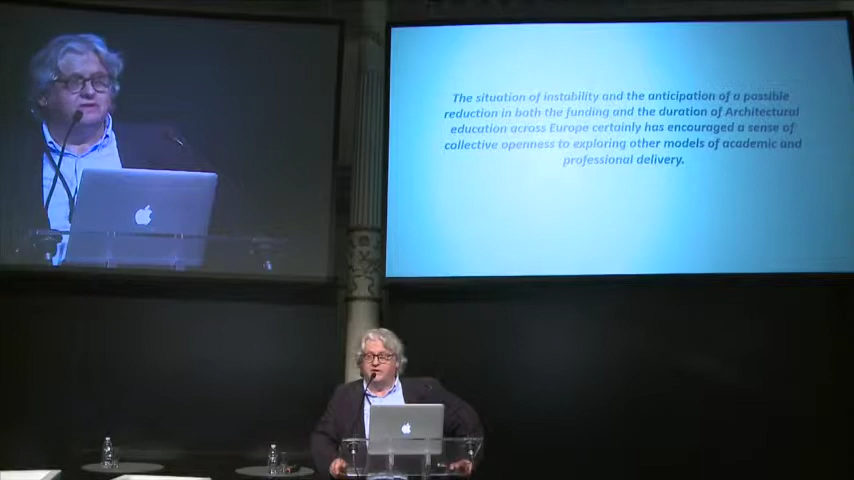 The situation of instability and the anticipation of a possible
reduction in both the funding and the duration of Architectural
education across Europe certainly has encouraged a sense of
collective openness to exploring other models of academic and
professional delivery.